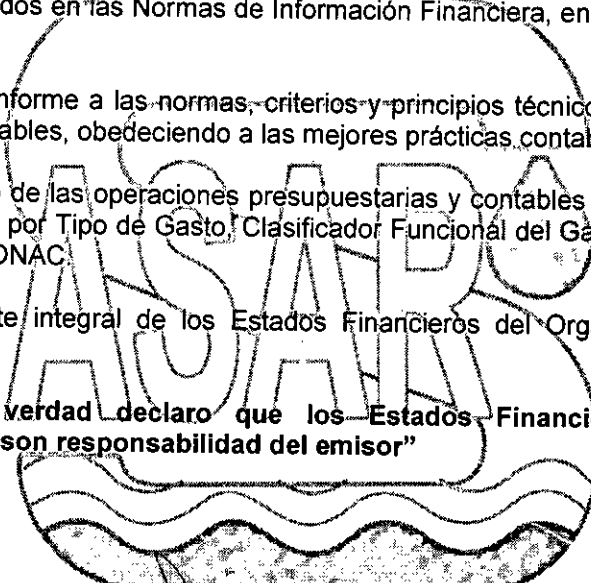 dos en las Normas de Información Financiera, en
nforme a las normas, criterios y principios técnico
ables, obedeciendo a las mejores prácticas contab
de las operaciones presupuestarias y contables
por Tipo de Gasto, Clasificador Funcional del Ga
ONAC
te integral de los Estados Financieros del Org
verdad declaro que los Estados Financi
son responsabilidad del emisor"
ASAR